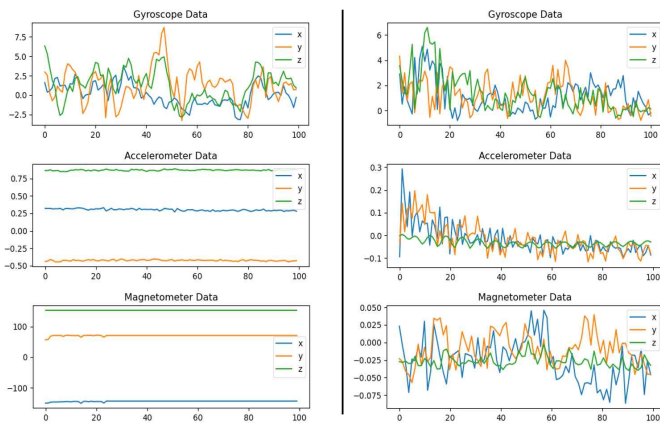 Gyroscope Data
7.5
5.0
2.5
0.0
−2.5
0 20 40 60 80 100
x
y
z
Accelerometer Data
0.75
0.50
0.25
0.00
−0.25
−0.50
0 20 40 60 80 100
x
y
z
Magnetometer Data
100
0
−100
0 20 40 60 80 100
x
y
z
Gyroscope Data
6
4
2
0
0 20 40 60 80 100
x
y
z
Accelerometer Data
0.3
0.2
0.1
0.0
−0.1
0 20 40 60 80 100
x
y
z
Magnetometer Data
0.050
0.025
0.000
−0.025
−0.050
−0.075
0 20 40 60 80 100
x
y
z